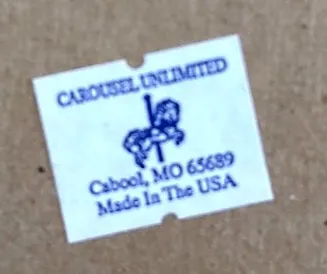 CAROUSEL UNLIMITED
Cabool, MO 65689
Made In The USA